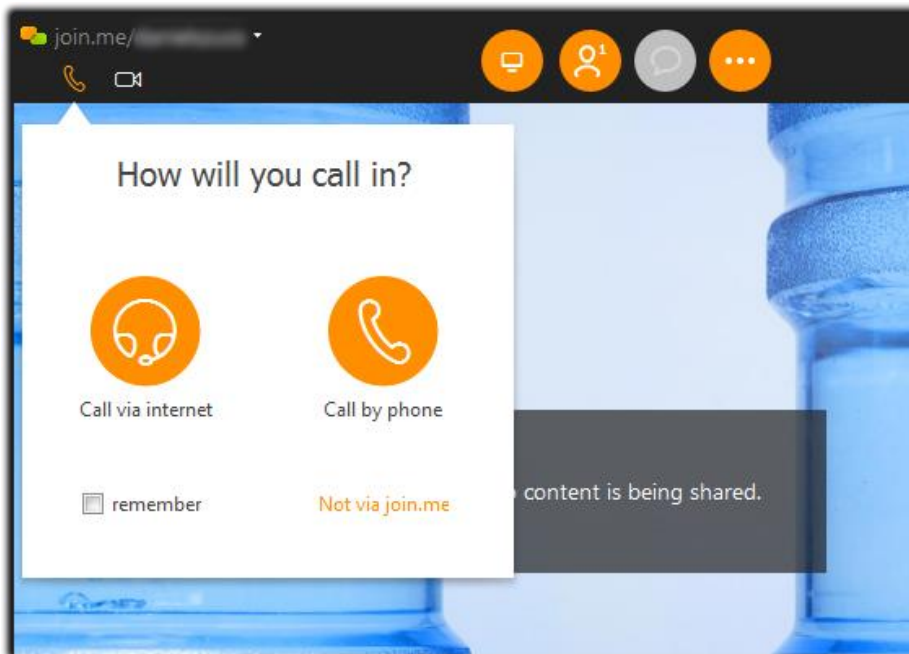 join.me/
1
How will you call in?
Call via internet
Call by phone
remember
Not via join.me
content is being shared.